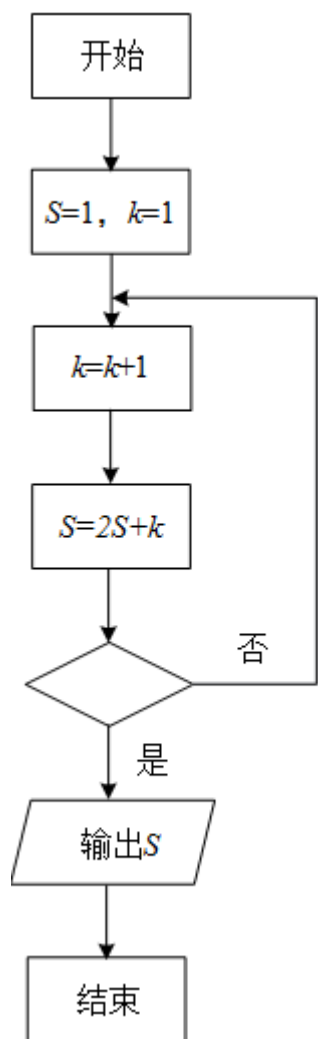 开始
S=1，k=1
k=k+1
S=2S+k
否
是
输出S
结束